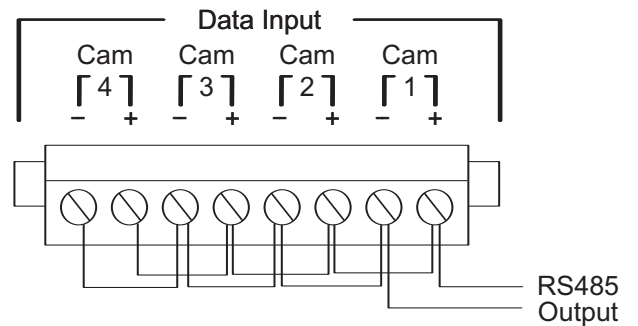 Data Input
Cam Cam Cam Cam
4 3 2 1
− + − + − + − +
RS485
Output